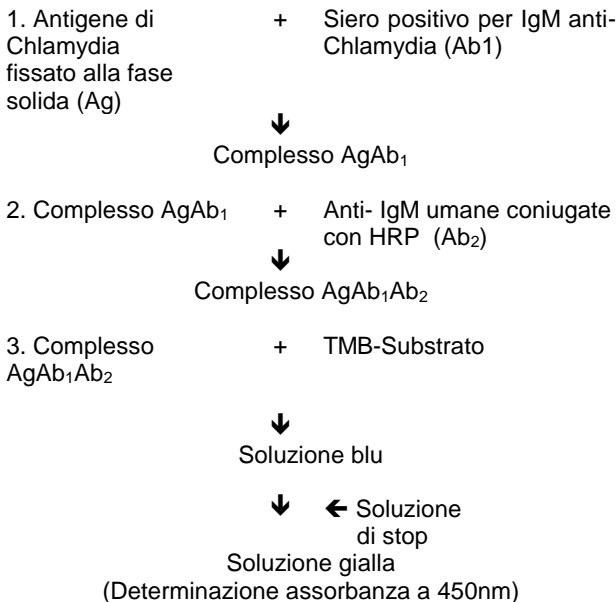 1. Antigene di + Siero positivo per IgM anti-
Chlamydia Chlamydia (Ab1)
fissato alla fase
solida (Ag)
🡻
Complesso AgAb₁
2. Complesso AgAb₁ + Anti- IgM umane coniugate
con HRP (Ab₂)
🡻
Complesso AgAb₁Ab₂
3. Complesso + TMB-Substrato
AgAb₁Ab₂
🡻
Soluzione blu
🡻 🡸 Soluzione
di stop
Soluzione gialla
(Determinazione assorbanza a 450nm)